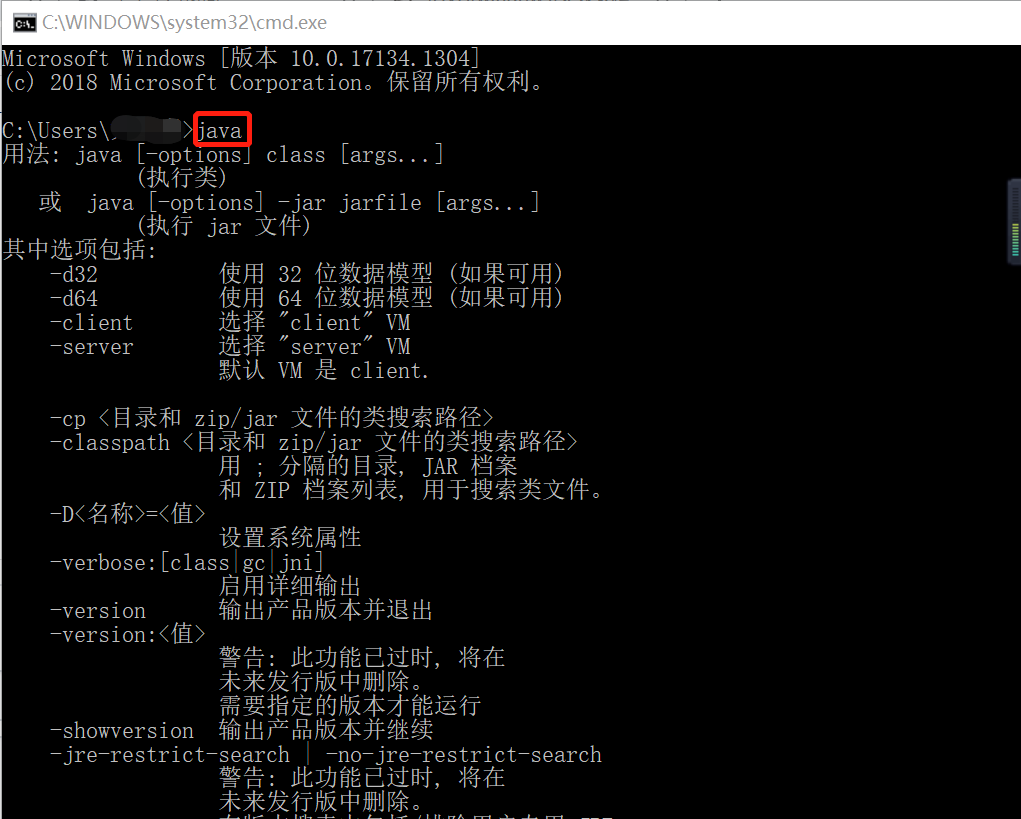 C:\WINDOWS\system32\cmd.exe
Microsoft Windows [版本 10.0.17134.1304]
(c) 2018 Microsoft Corporation。保留所有权利。
C:\Users\ >java
用法: java [-options] class [args...]
(执行类)
或 java [-options] -jar jarfile [args...]
(执行 jar 文件)
其中选项包括:
-d32 使用 32 位数据模型 (如果可用)
-d64 使用 64 位数据模型 (如果可用)
-client 选择 "client" VM
-server 选择 "server" VM
默认 VM 是 client.
-cp <目录和 zip/jar 文件的类搜索路径>
-classpath <目录和 zip/jar 文件的类搜索路径>
用 ; 分隔的目录, JAR 档案
和 ZIP 档案列表, 用于搜索类文件。
-D<名称>=<值>
设置系统属性
-verbose:[class|gc|jni]
启用详细输出
-version 输出产品版本并退出
-version:<值>
警告: 此功能已过时, 将在
未来发行版中删除。
需要指定的版本才能运行
-showversion 输出产品版本并继续
-jre-restrict-search | -no-jre-restrict-search
警告: 此功能已过时, 将在
未来发行版中删除。